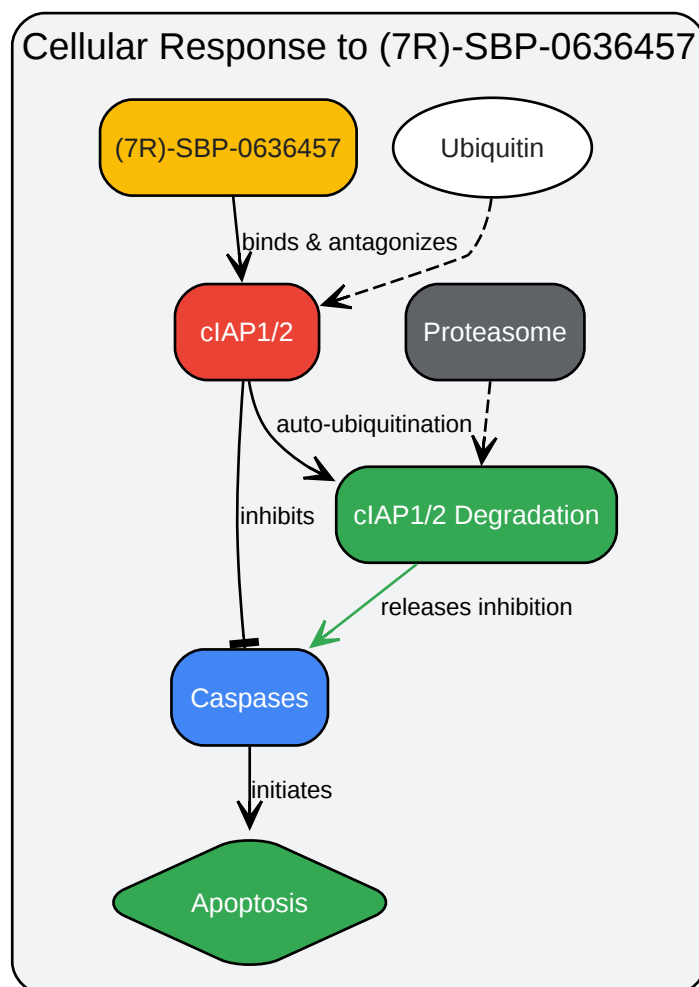 Cellular Response to (7R)-SBP-0636457
(7R)-SBP-0636457
Ubiquitin
binds & antagonizes
cIAP1/2
Proteasome
auto-ubiquitination
inhibits
cIAP1/2 Degradation
releases inhibition
Caspases
initiates
Apoptosis